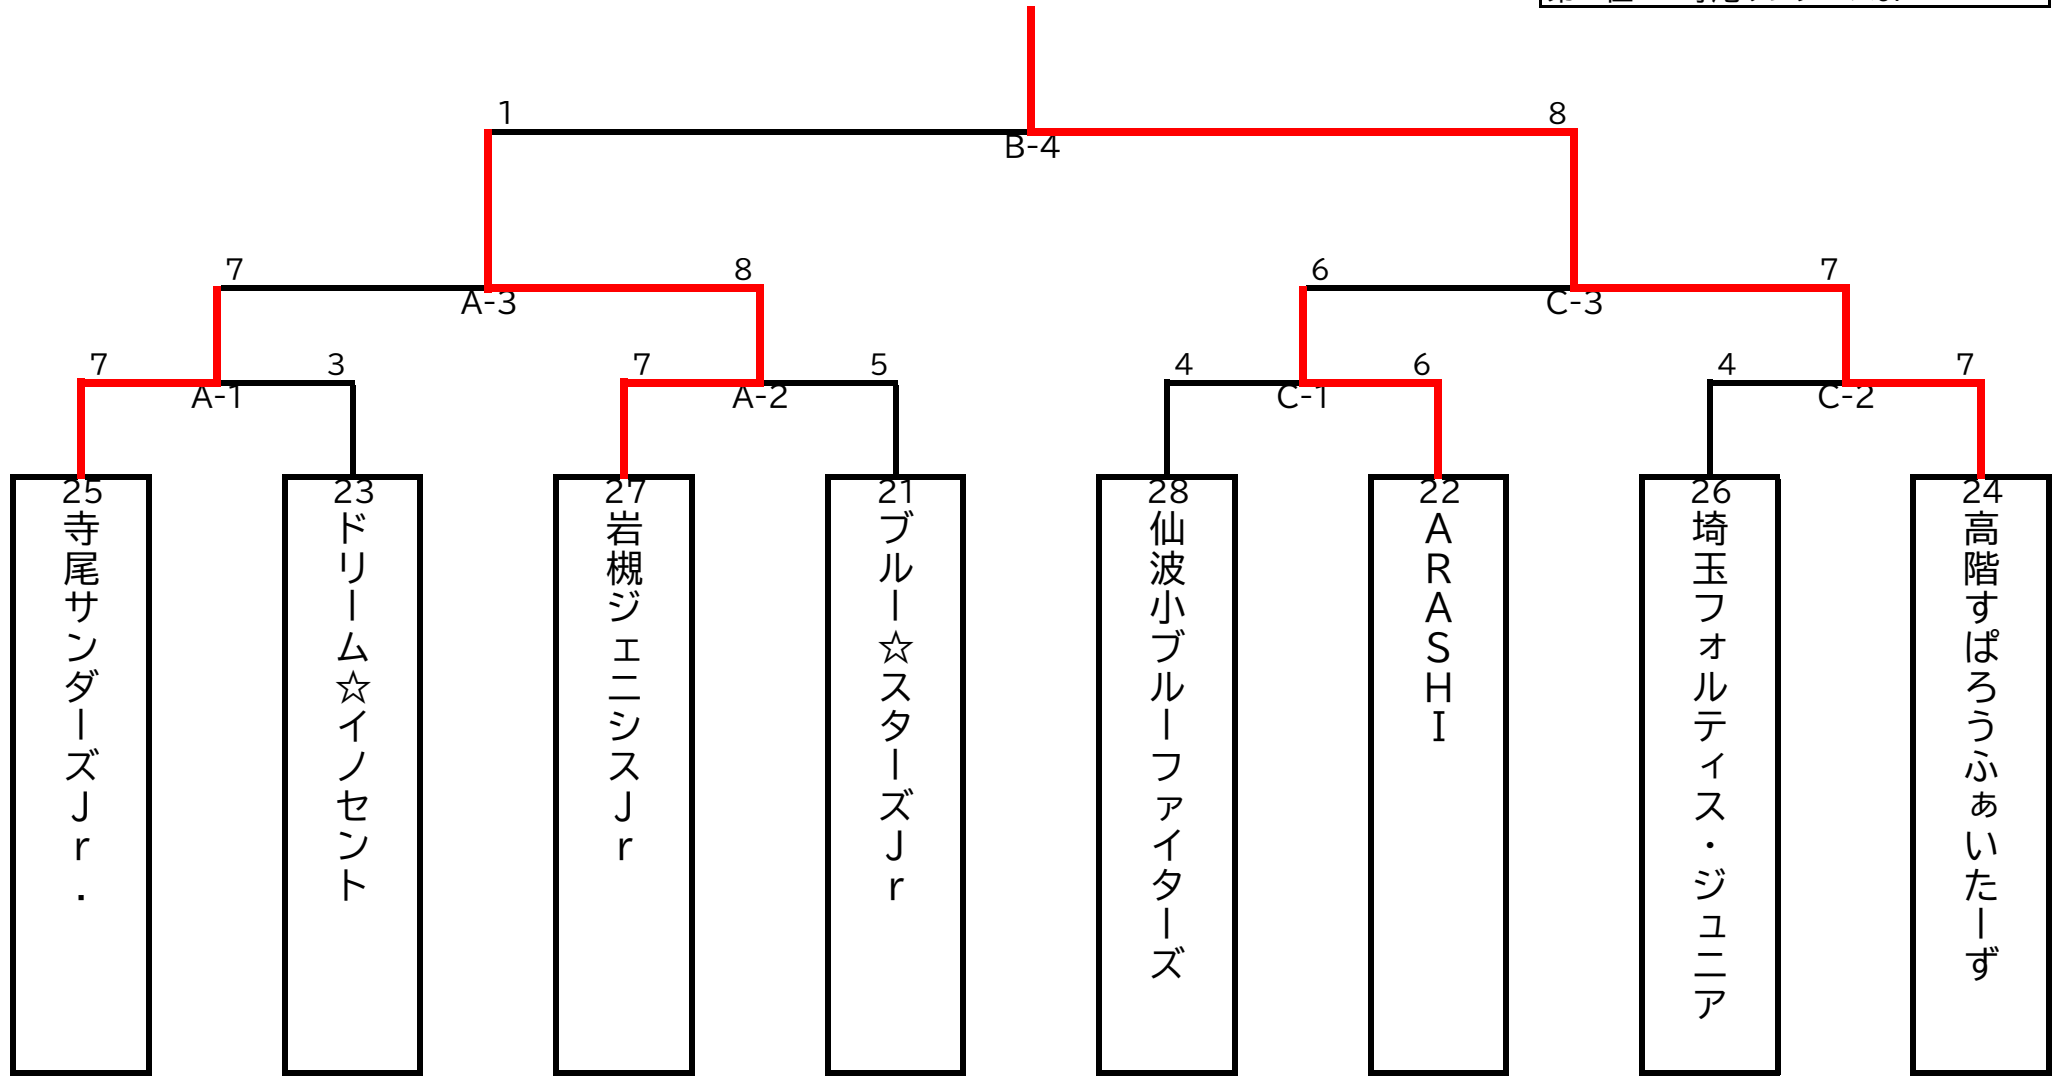 1
8
B-4
7
8
6
7
A-3
C-3
7
3
7
5
4
6
4
7
A-1
A-2
C-1
C-2
25
寺尾サンダーズJr.
23
ドリーム☆イノセント
27
岩槻ジェニシスJr
21
ブルー☆スターズJr
28
仙波小ブルーファイターズ
22
ARASHI
26
埼玉フォルティス・ジュニア
24
高階すぱろうふぁいたーず